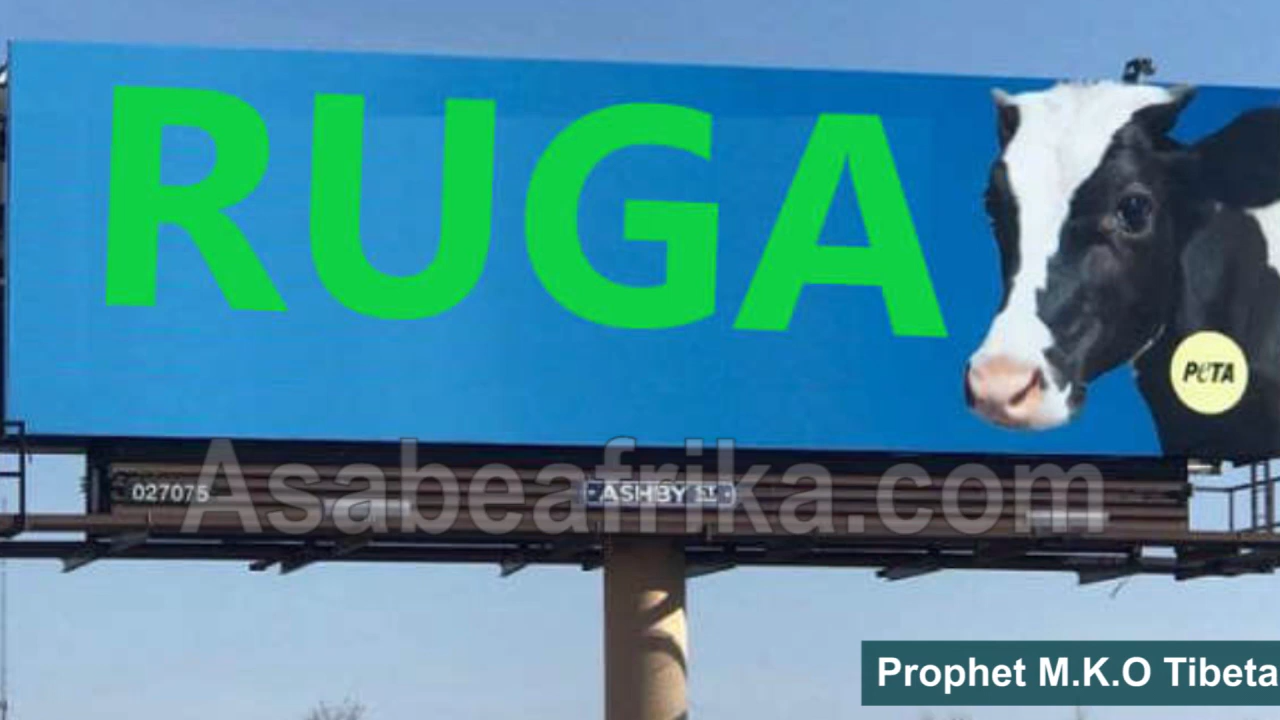 RUGA
PETA
Asabeafrika.com
027075
ASHBY ST
Prophet M.K.O Tibeta